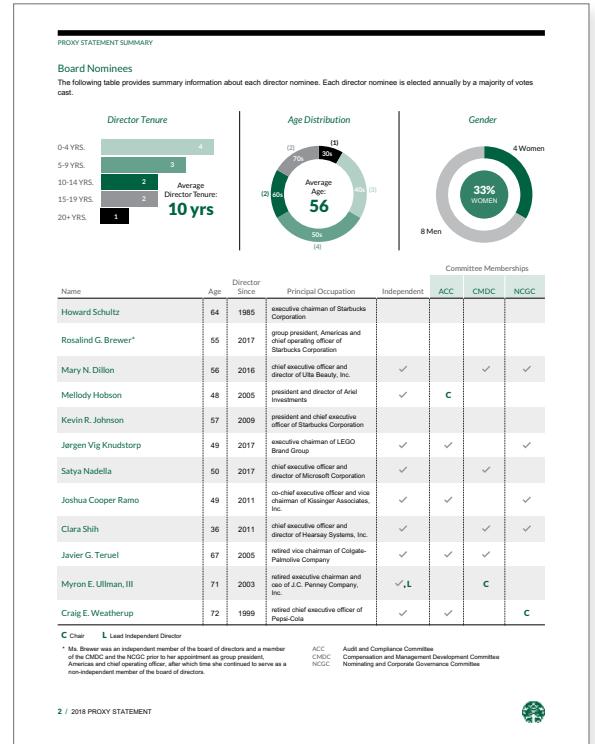 PROXY STATEMENT SUMMARY
Board Nominees
The following table provides summary information about each director nominee. Each director nominee is elected annually by a majority of votes
cast.
Director Tenure
0-4 YRS. 4
5-9 YRS. 3
10-14 YRS. 2
15-19 YRS. 2
20+ YRS. 1
Average
Director Tenure:
10 yrs
Age Distribution
(1)
30s
40s (3)
50s
(4)
(2) 60s
(2)
70s
Average
Age:
56
Gender
4 Women
33%
WOMEN
8 Men
Committee Memberships
Name Age Director Since Principal Occupation Independent ACC CMDC NCGC
Howard Schultz 64 1985 executive chairman of Starbucks
Corporation
Rosalind G. Brewer* 55 2017 group president, Americas and
chief operating officer of
Starbucks Corporation
Mary N. Dillon 56 2016 chief executive officer and ✓ ✓ ✓
director of Ulta Beauty, Inc.
Mellody Hobson 48 2005 president and director of Ariel ✓ C
Investments
Kevin R. Johnson 57 2009 president and chief executive
officer of Starbucks Corporation
Jørgen Vig Knudstorp 49 2017 executive chairman of LEGO ✓ ✓ ✓
Brand Group
Satya Nadella 50 2017 chief executive officer and ✓ ✓
director of Microsoft Corporation
Joshua Cooper Ramo 49 2011 co-chief executive officer and vice ✓ ✓ ✓
chairman of Kissinger Associates,
Inc.
Clara Shih 36 2011 chief executive officer and ✓ ✓ ✓
director of Hearsay Systems, Inc.
Javier G. Teruel 67 2005 retired vice chairman of Colgate- ✓ ✓ ✓
Palmolive Company
Myron E. Ullman, III 71 2003 retired executive chairman and ✓,L C
ceo of J.C. Penney Company,
Inc.
Craig E. Weatherup 72 1999 retired chief executive officer of ✓ ✓ C
Pepsi-Cola
C Chair L Lead Independent Director
* Ms. Brewer was an independent member of the board of directors and a member
of the CMDC and the NCGC prior to her appointment as group president,
Americas and chief operating officer, after which time she continued to serve as a
non-independent member of the board of directors.
ACC Audit and Compliance Committee
CMDC Compensation and Management Development Committee
NCGC Nominating and Corporate Governance Committee
2 / 2018 PROXY STATEMENT